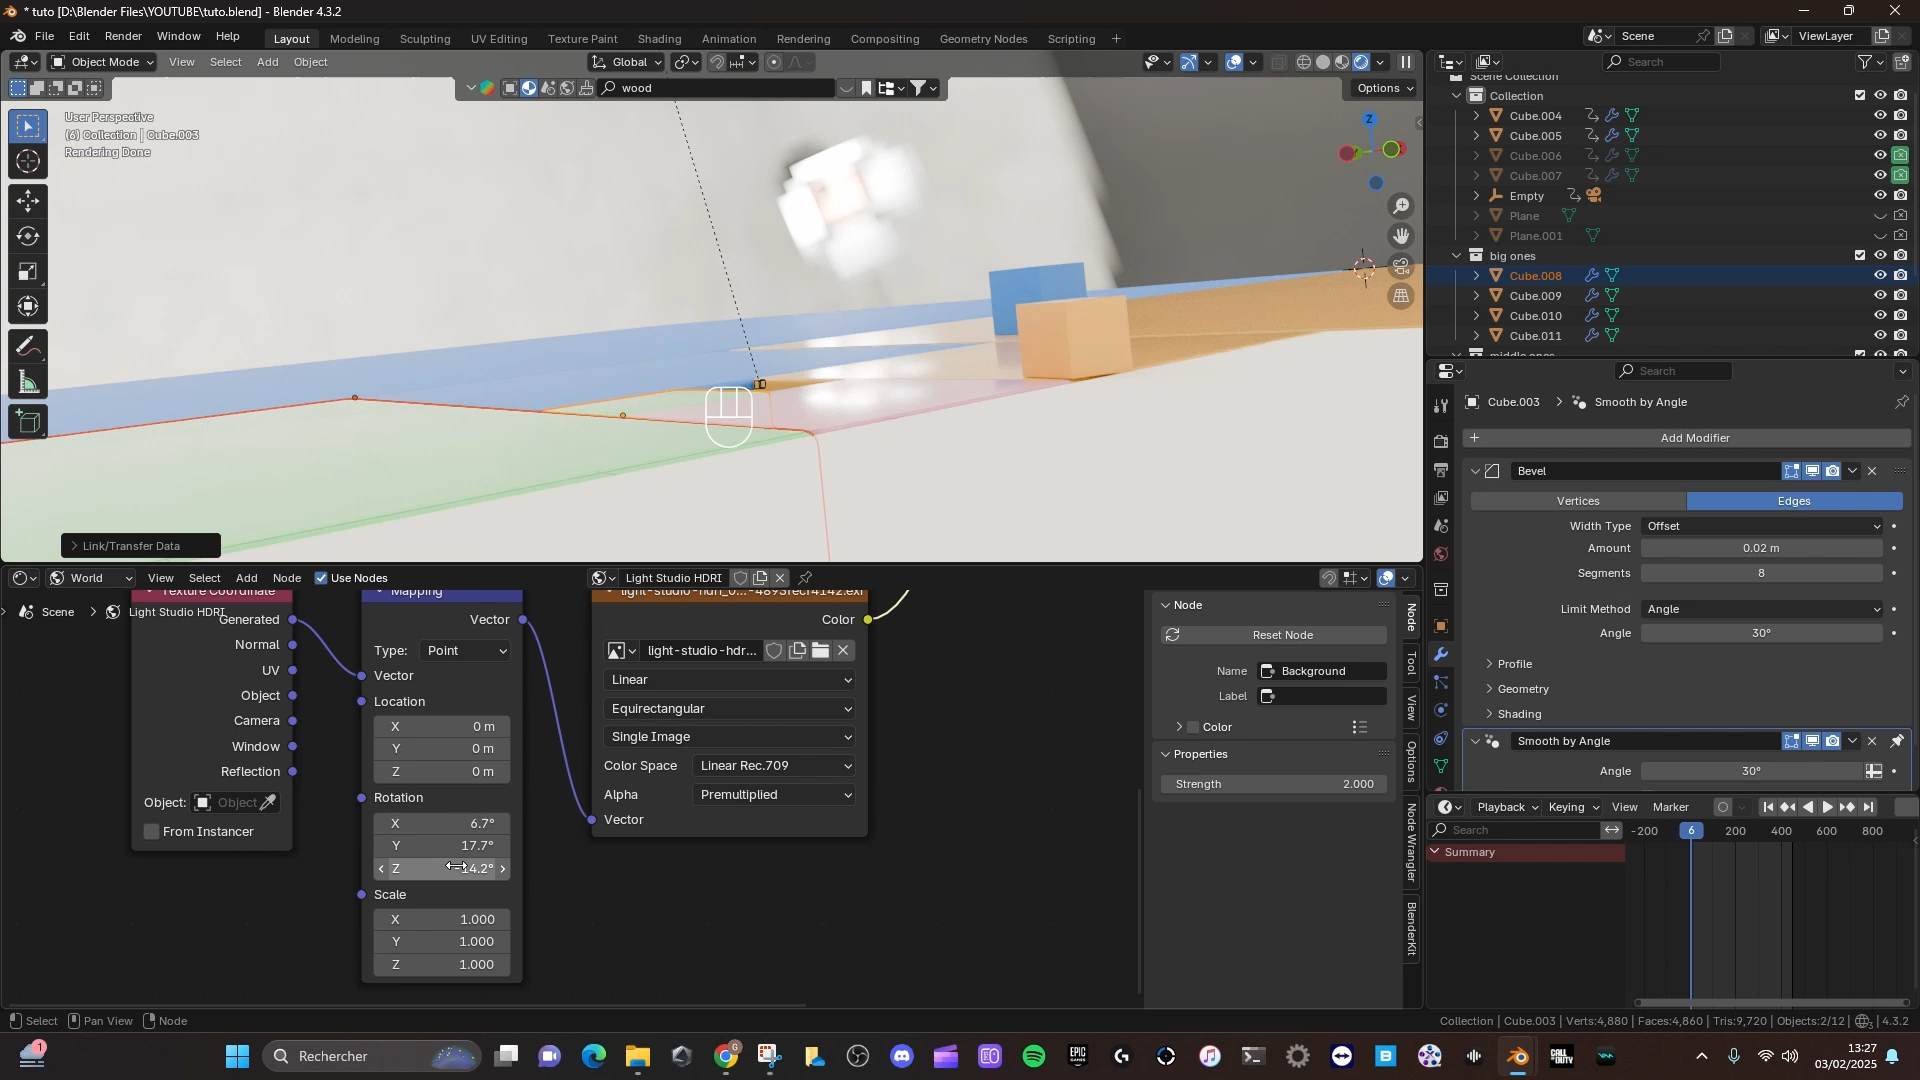 * tuto [D:\Blender Files\YOUTUBE\tuto.blend] - Blender 4.3.2
File Edit Render Window Help
Layout Modeling Sculpting UV Editing Texture Paint Shading Animation Rendering Compositing Geometry Nodes Scripting +
Scene
ViewLayer
Object Mode View Select Add Object
Global
wood
Options
User Perspective
(6) Collection | Cube.003
Rendering Done
Z
Link/Transfer Data
Search
Scene Collection
Collection
Cube.004
Cube.005
Cube.006
Cube.007
Empty
Plane
Plane.001
big ones
Cube.008
Cube.009
Cube.010
Cube.011
middle ones
Search
Cube.003 > Smooth by Angle
+ Add Modifier
Bevel
Vertices Edges
Width Type Offset
Amount 0.02 m
Segments 8
Limit Method Angle
Angle 30°
Profile
Geometry
Shading
Smooth by Angle
Angle 30°
World View Select Add Node Use Nodes
Light Studio HDRI
Scene > Light Studio HDRI
Texture Coordinate
Generated
Normal
UV
Object
Camera
Window
Reflection
Object: Object
From Instancer
Mapping
Vector
Type: Point
Vector
Location
X 0 m
Y 0 m
Z 0 m
Rotation
X 6.7°
Y 17.7°
Z -14.2°
Scale
X 1.000
Y 1.000
Z 1.000
Color
light-studio-hdr...
Linear
Equirectangular
Single Image
Color Space Linear Rec.709
Alpha Premultiplied
Vector
Node
Reset Node
Name Background
Label
Color
Properties
Strength 2.000
Node
Tool
View
Options
Node Wrangler
BlenderKit
Playback Keying View Marker
Search
-200 6 200 400 600 800
Summary
Select Pan View Node
Collection | Cube.003 | Verts:4,880 | Faces:4,860 | Tris:9,720 | Objects:2/12 | 3 | 4.3.2
1
Rechercher
G
EPIC GAMES
CALL DUTY
13:27
03/02/2025